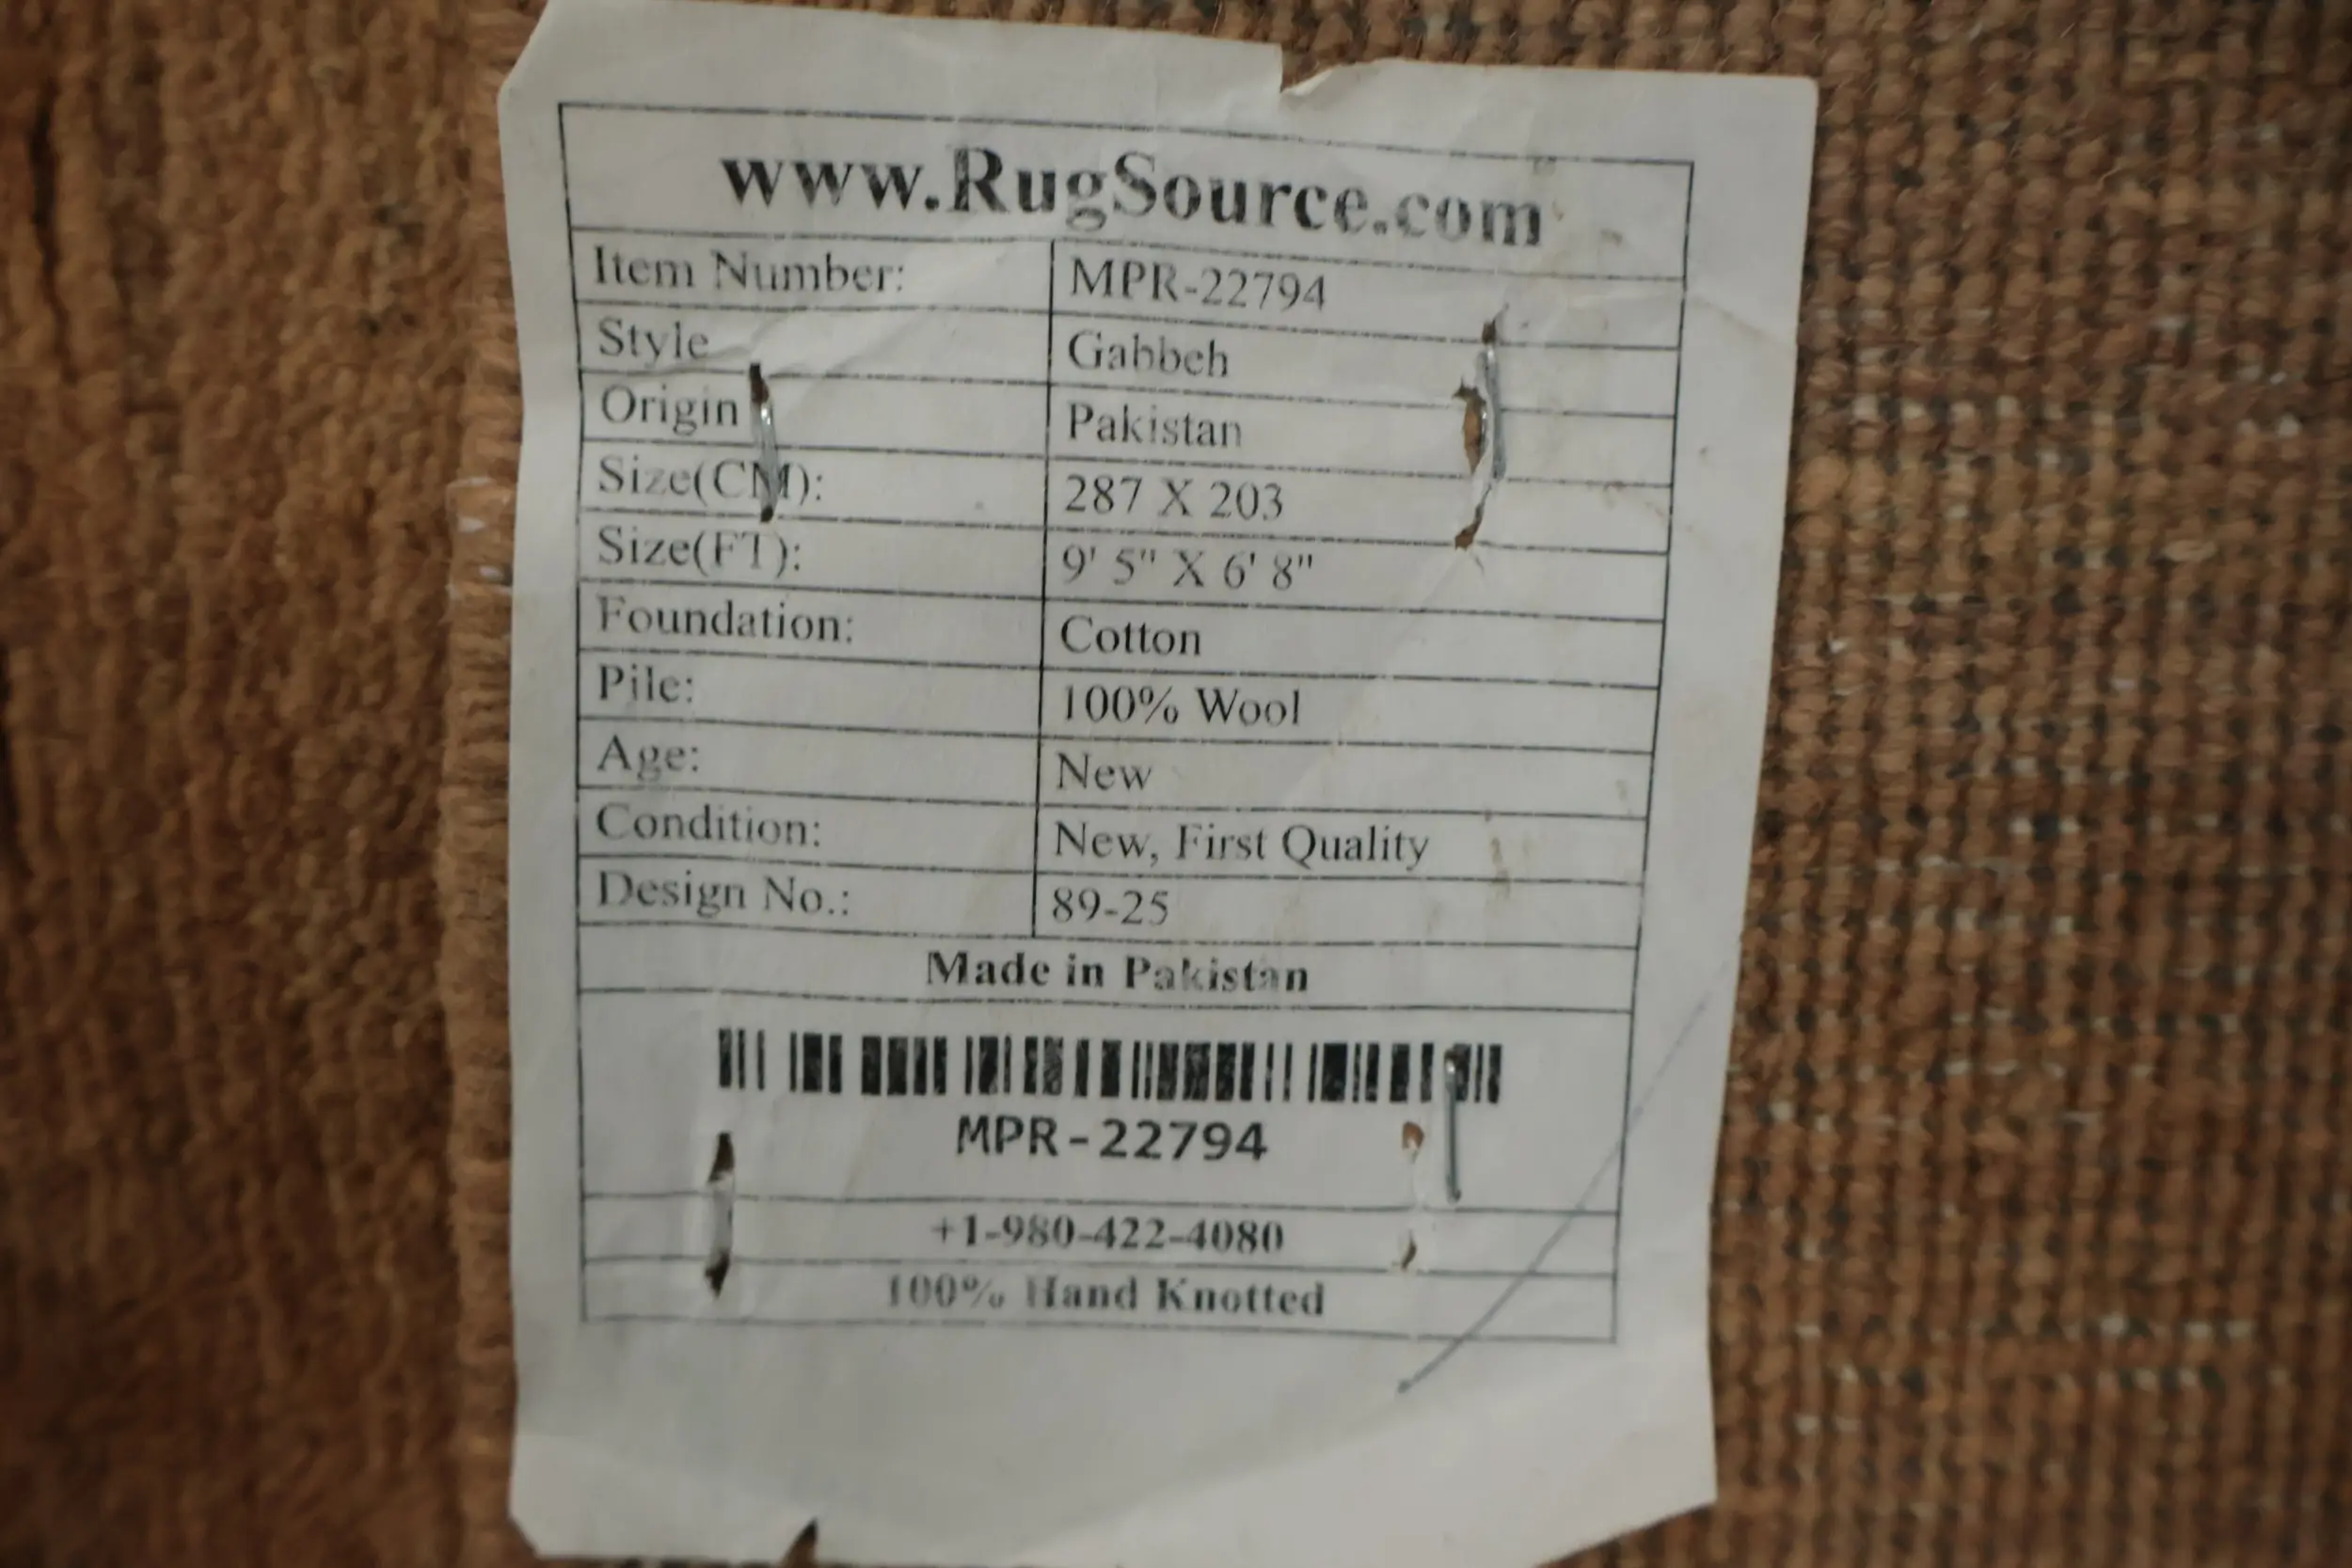 www.RugSource.com
Item Number: MPR-22794
Style Gabbeh
Origin Pakistan
Size(CM): 287 X 203
Size(FT): 9' 5" X 6' 8"
Foundation: Cotton
Pile: 100% Wool
Age: New
Condition: New, First Quality
Design No.: 89-25
Made in Pakistan
MPR-22794
+1-980-422-4080
100% Hand Knotted